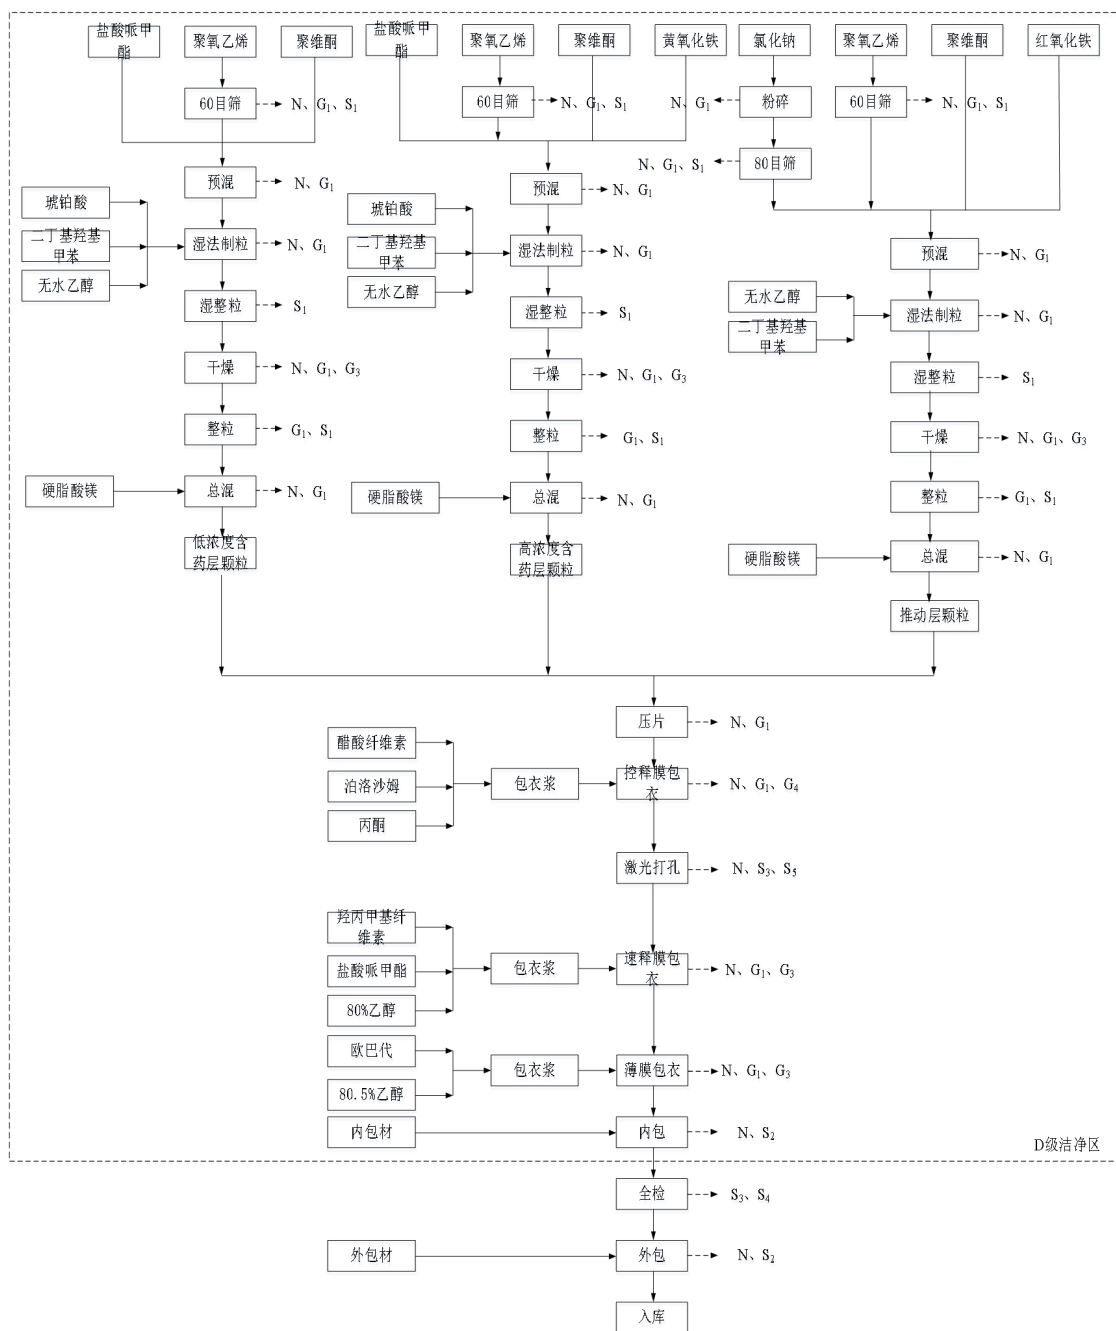 盐酸哌甲
酯
聚氧乙烯
聚维酮
盐酸哌甲
酯
聚氧乙烯
聚维酮
黄氧化铁
氯化钠
聚氧乙烯
聚维酮
红氧化铁
60目筛
N、G₁、S₁
60目筛
N、G₁、S₁
N、G₁
粉碎
60目筛
N、G₁、S₁
N、G₁、S₁
80目筛
预混
N、G₁
预混
N、G₁
琥铂酸
二丁基羟基
甲苯
无水乙醇
湿法制粒
N、G₁
琥铂酸
二丁基羟基
甲苯
无水乙醇
湿法制粒
N、G₁
预混
N、G₁
湿整粒
S₁
湿整粒
S₁
无水乙醇
二丁基羟基
甲苯
湿法制粒
N、G₁
干燥
N、G₁、G₃
干燥
N、G₁、G₃
湿整粒
S₁
整粒
G₁、S₁
整粒
G₁、S₁
干燥
N、G₁、G₃
硬脂酸镁
总混
N、G₁
硬脂酸镁
总混
N、G₁
整粒
G₁、S₁
低浓度含
药层颗粒
高浓度含
药层颗粒
硬脂酸镁
总混
N、G₁
推动层颗粒
压片
N、G₁
醋酸纤维素
泊洛沙姆
丙酮
包衣浆
控释膜包
衣
N、G₁、G₄
激光打孔
N、S₃、S₅
羟丙甲基纤
维素
盐酸哌甲酯
80%乙醇
包衣浆
速释膜包
衣
N、G₁、G₃
欧巴代
80.5%乙醇
包衣浆
薄膜包衣
N、G₁、G₃
内包材
内包
N、S₂
D级洁净区
全检
S₃、S₄
外包材
外包
N、S₂
入库